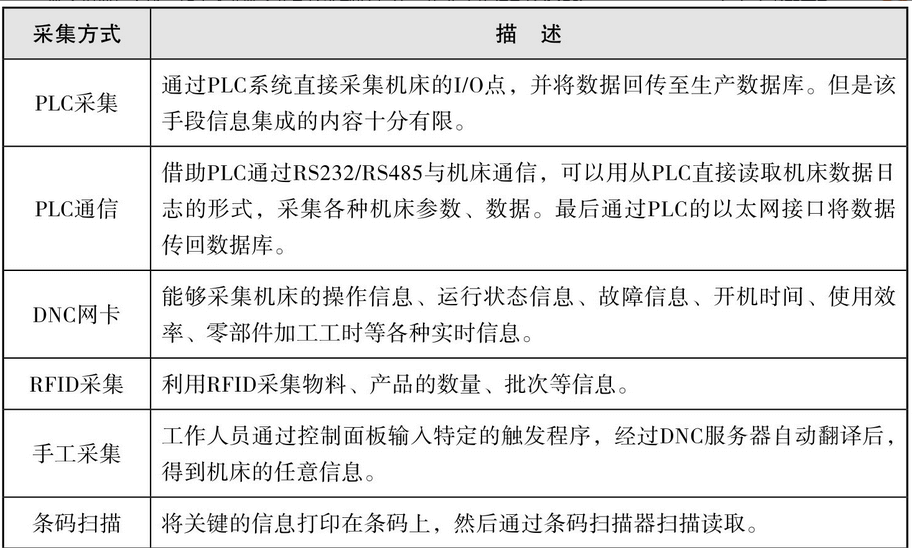 采集方式
描 述
PLC采集
通过PLC系统直接采集机床的I/O点，并将数据回传至生产数据库。但是该
手段信息集成的内容十分有限。
PLC通信
借助PLC通过RS232/RS485与机床通信，可以用从PLC直接读取机床数据日
志的形式，采集各种机床参数、数据。最后通过PLC的以太网接口将数据
传回数据库。
DNC网卡
能够采集机床的操作信息、运行状态信息、故障信息、开机时间、使用效
率、零部件加工工时等各种实时信息。
RFID采集
利用RFID采集物料、产品的数量、批次等信息。
手工采集
工作人员通过控制面板输入特定的触发程序，经过DNC服务器自动翻译后，
得到机床的任意信息。
条码扫描
将关键的信息打印在条码上，然后通过条码扫描器扫描读取。